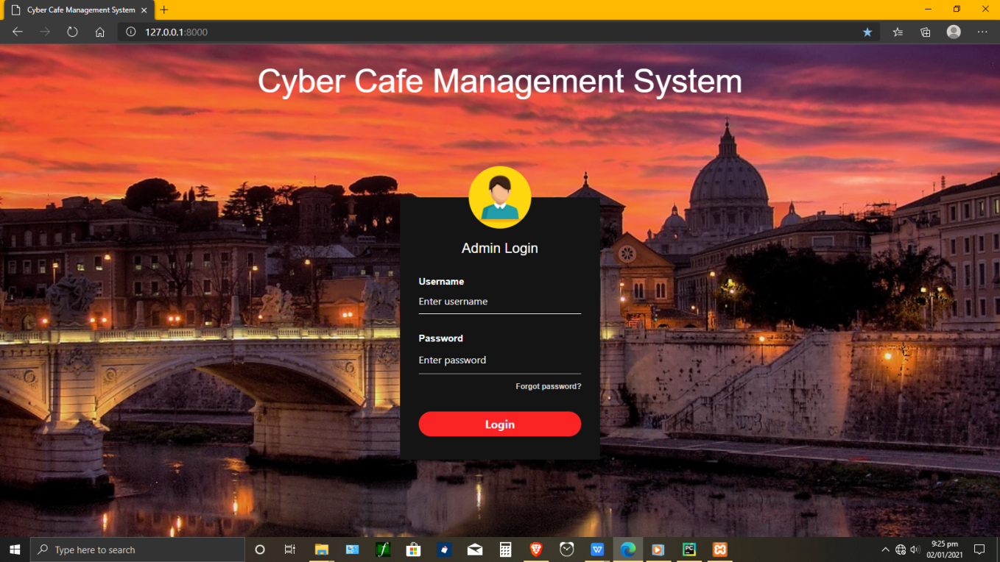 Cyber Cafe Management System
127.0.0.1:8000
Cyber Cafe Management System
Admin Login
Username
Enter username
Password
Enter password
Forgot password?
Login
Type here to search
W
PC
9:25 pm
02/01/2021